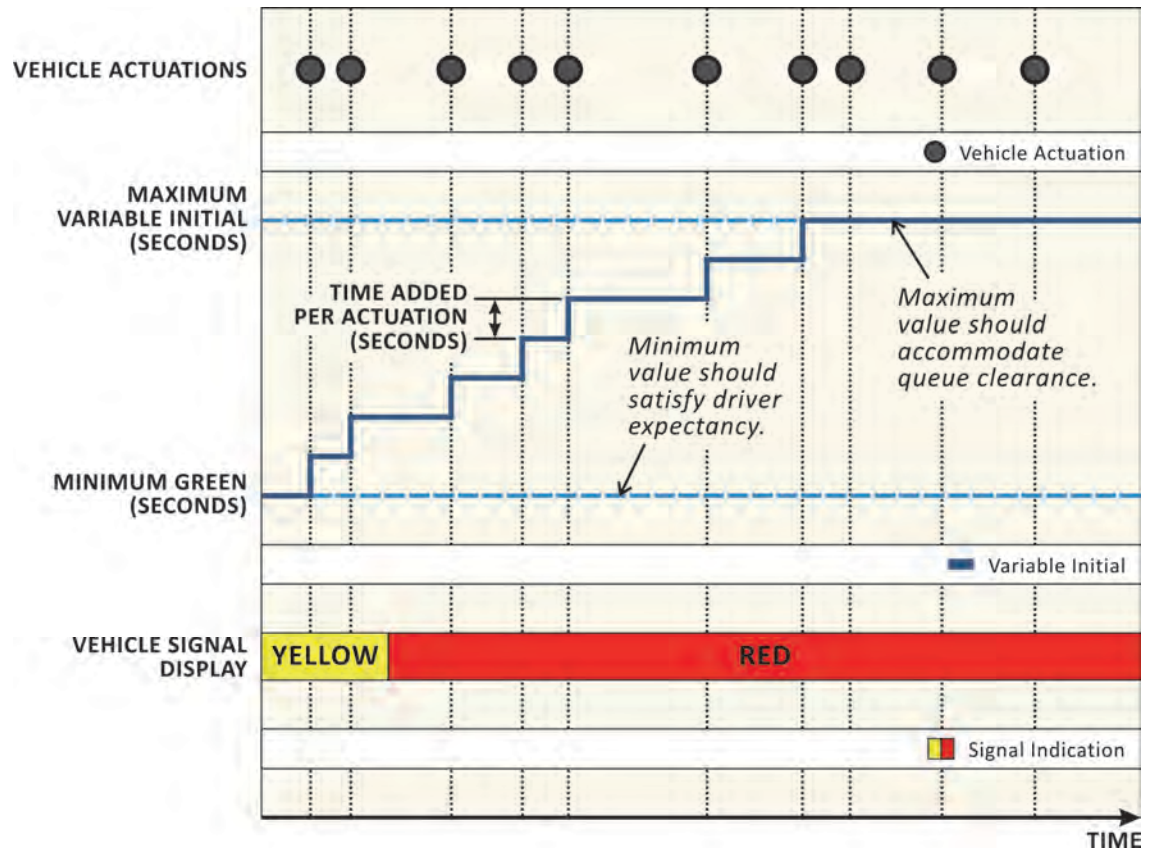 VEHICLE ACTUATIONS
Vehicle Actuation
MAXIMUM
VARIABLE INITIAL
(SECONDS)
TIME ADDED
PER ACTUATION
(SECONDS)
Minimum
value should
satisfy driver
expectancy.
Maximum
value should
accommodate
queue clearance.
MINIMUM GREEN
(SECONDS)
Variable Initial
VEHICLE SIGNAL
DISPLAY
YELLOW
RED
Signal Indication
TIME